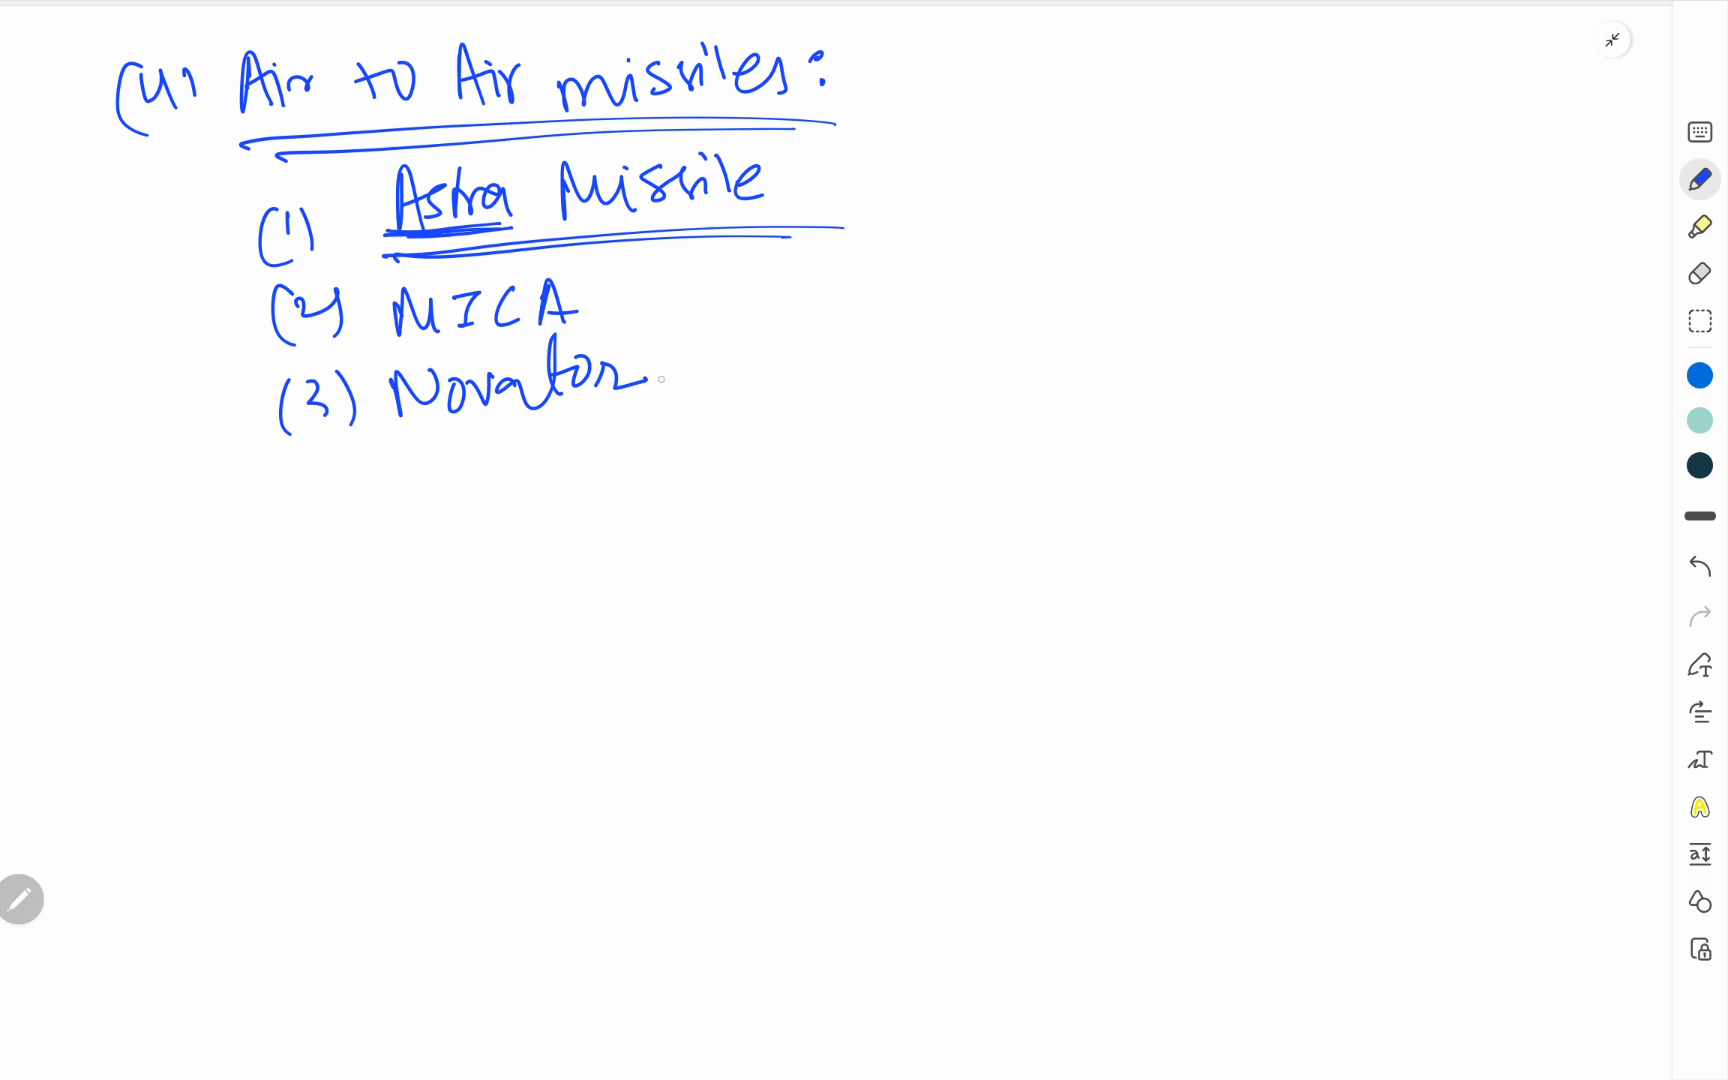 (4) Air to Air missiles:
(1) Astra Missile
(2) MICA
(3) Novator